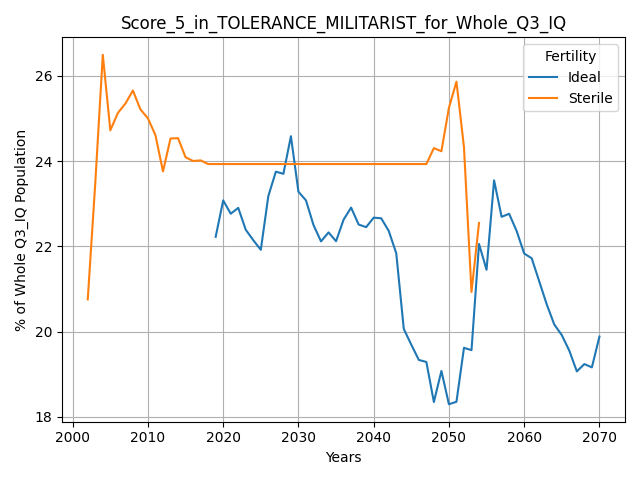 Score_5_in_TOLERANCE_MILITARIST_for_Whole_Q3_IQ
Fertility
Ideal
Sterile
% of Whole Q3_IQ Population
26
24
22
20
18
2000 2010 2020 2030 2040 2050 2060 2070
Years